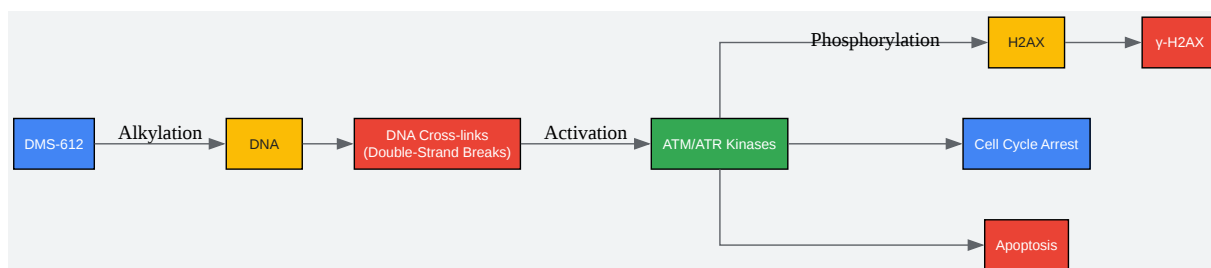 Phosphorylation
H2AX
γ-H2AX
DMS-612
Alkylation
DNA
DNA Cross-links
(Double-Strand Breaks)
Activation
ATM/ATR Kinases
Cell Cycle Arrest
Apoptosis